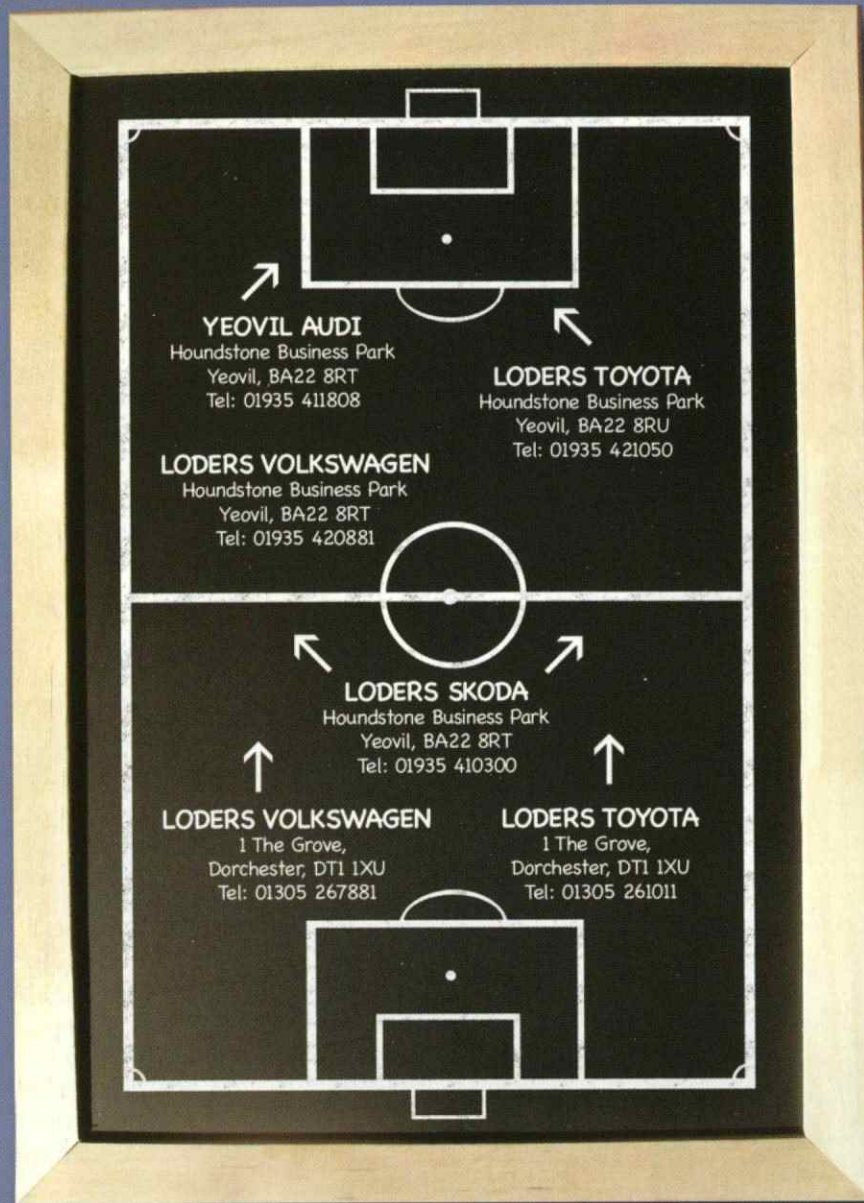 YEOVIL AUDI
Houndstone Business Park
Yeovil, BA22 8RT
Tel: 01935 411808
LODERS TOYOTA
Houndstone Business Park
Yeovil, BA22 8RU
Tel: 01935 421050
LODERS VOLKSWAGEN
Houndstone Business Park
Yeovil, BA22 8RT
Tel: 01935 420881
LODERS SKODA
Houndstone Business Park
Yeovil, BA22 8RT
Tel: 01935 410300
LODERS VOLKSWAGEN
1 The Grove,
Dorchester, DT1 1XU
Tel: 01305 267881
LODERS TOYOTA
1 The Grove,
Dorchester, DT1 1XU
Tel: 01305 261011